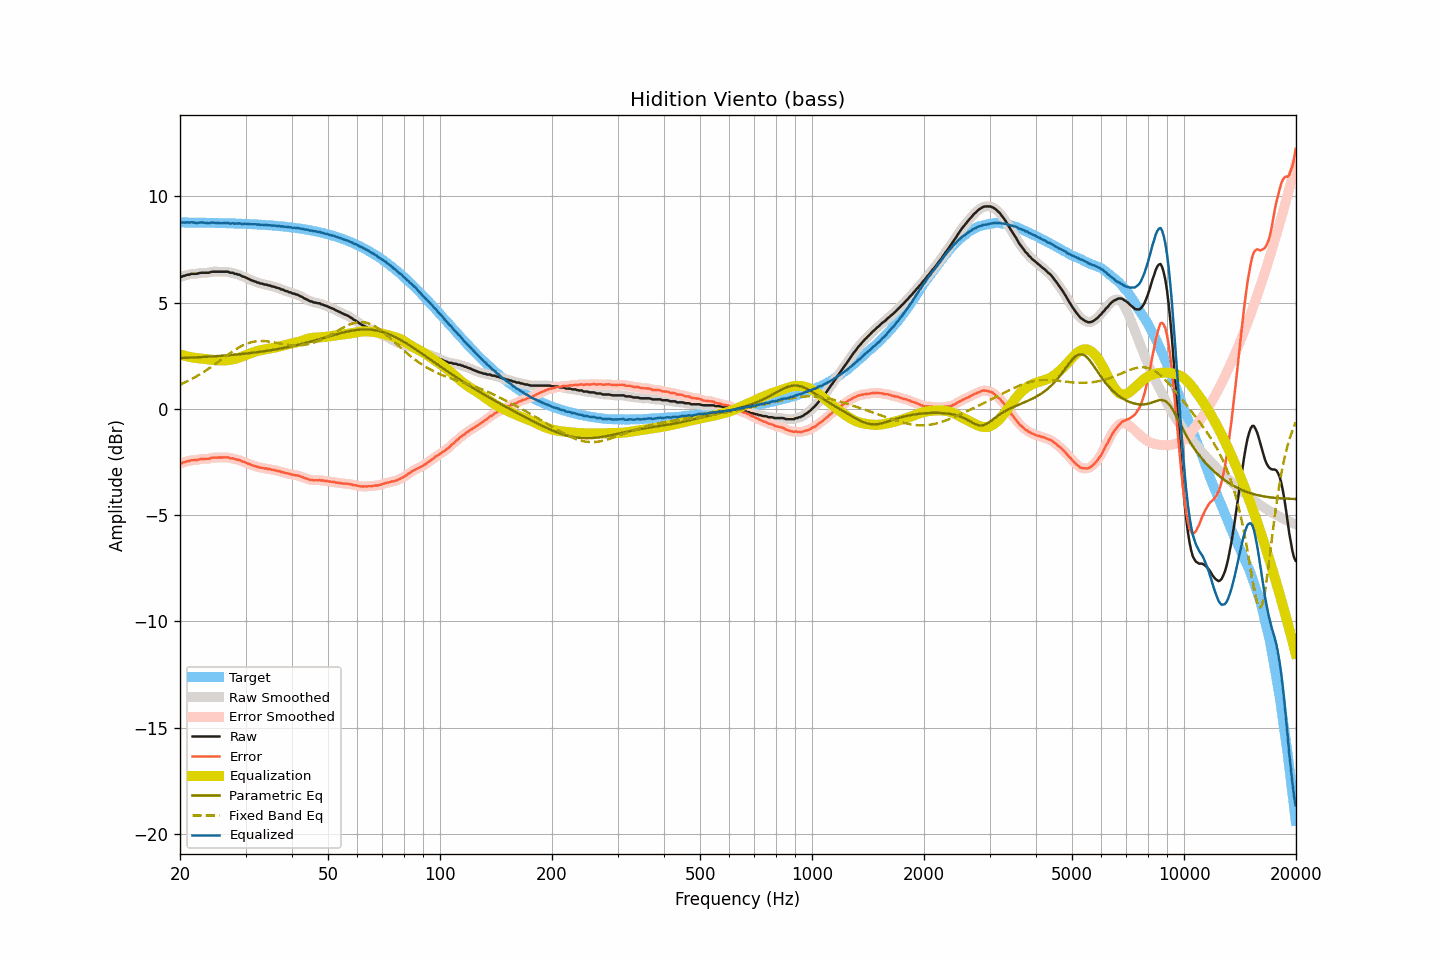 Hidition Viento (bass)
Amplitude (dBr)
10
5
0
−5
−10
−15
−20
Target
Raw Smoothed
Error Smoothed
Raw
Error
Equalization
Parametric Eq
Fixed Band Eq
Equalized
20 50 100 200 500 1000 2000 5000 10000 20000
Frequency (Hz)